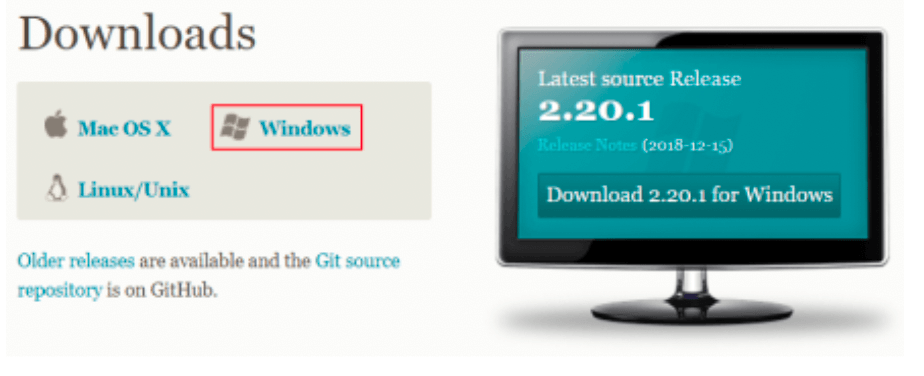 Downloads
Mac OS X
Windows
Linux/Unix
Older releases are available and the Git source
repository is on GitHub.
Latest source Release
2.20.1
Release Notes (2018-12-15)
Download 2.20.1 for Windows